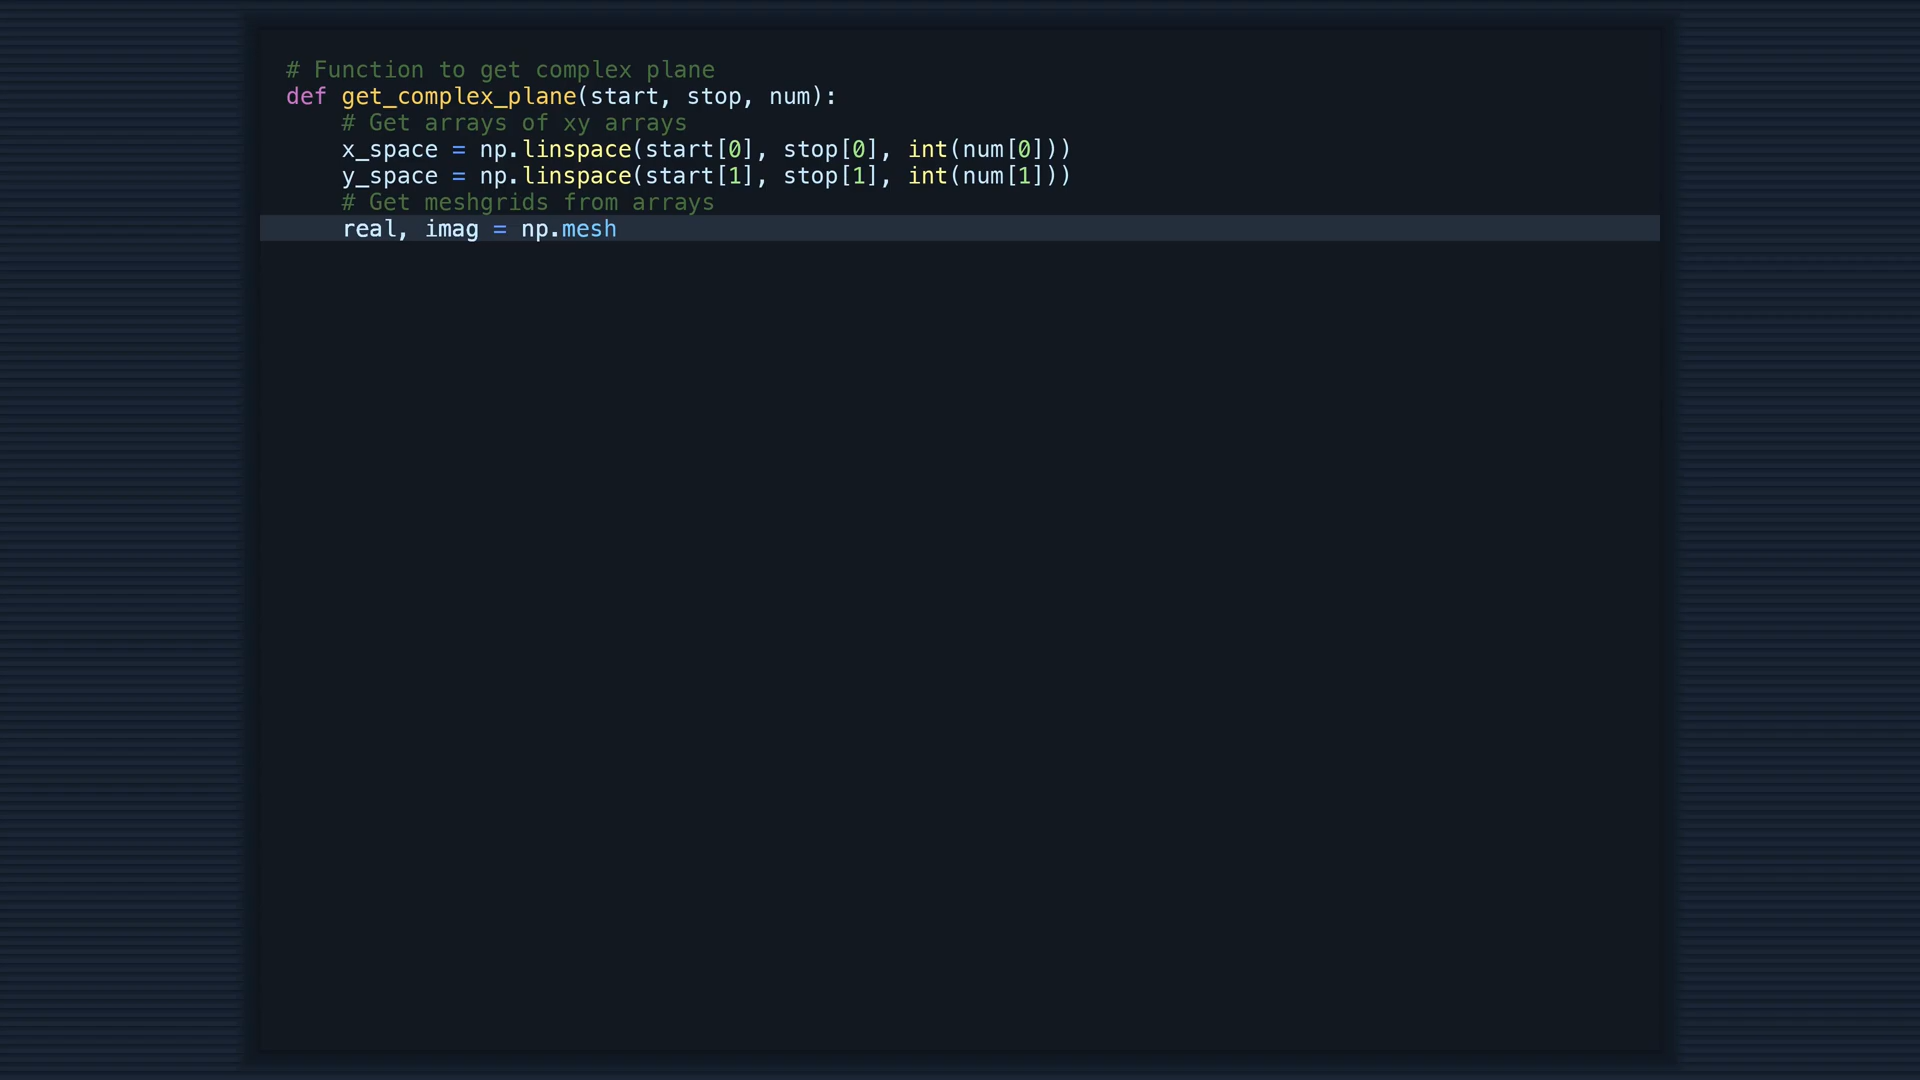 # Function to get complex plane
def get_complex_plane(start, stop, num):
    # Get arrays of xy arrays
    x_space = np.linspace(start[0], stop[0], int(num[0]))
    y_space = np.linspace(start[1], stop[1], int(num[1]))
    # Get meshgrids from arrays
    real, imag = np.mesh